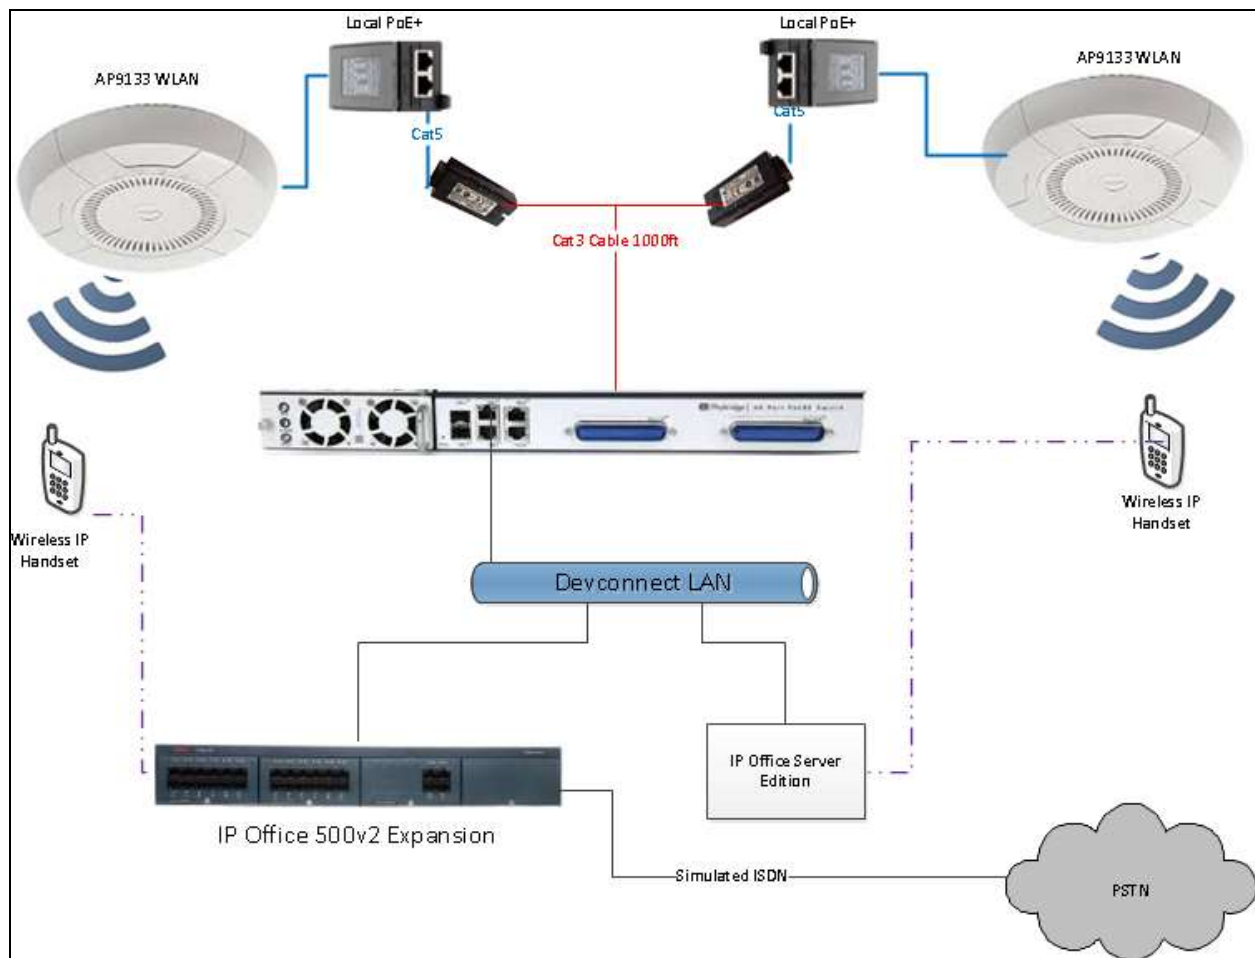 Local PoE+
Local PoE+
AP9133 WLAN
AP9133 WLAN
Cat5
Cat5
Cat3 Cable 1000ft
Phybridge
Wireless IP
Handset
Wireless IP
Handset
Devconnect LAN
IP Office Server
Edition
IP Office 500v2 Expansion
Simulated ISDN
PSTN